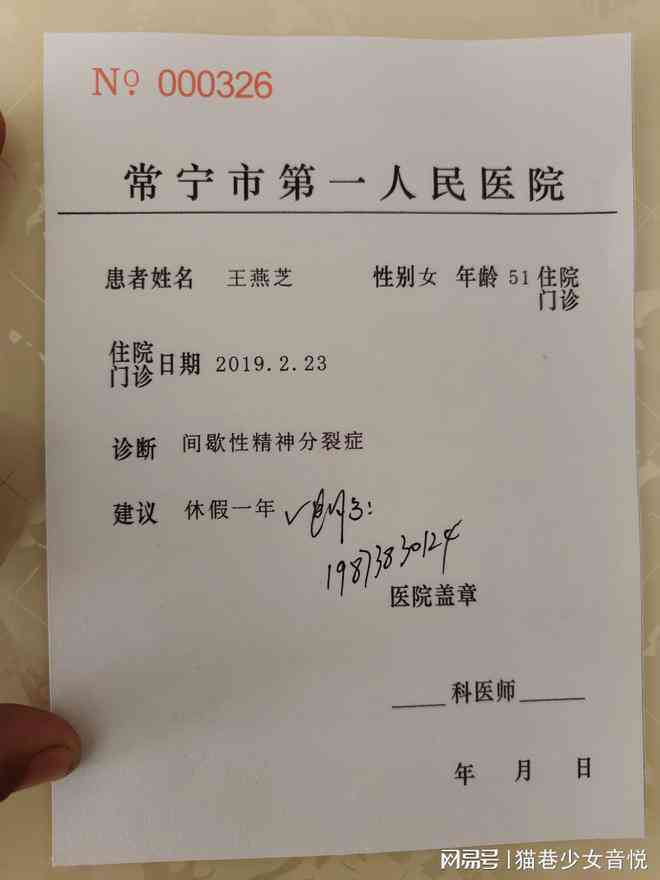 No. 000326
常宁市第一人民医院
患者姓名 王燕芝 性别女 年龄 51 住院
门诊
住院
门诊 日期 2019.2.23
诊断 间歇性精神分裂症
建议 休假一年
19873830124
医院盖章
科医师
年 月 日
网易号 | 猫巷少女音悦